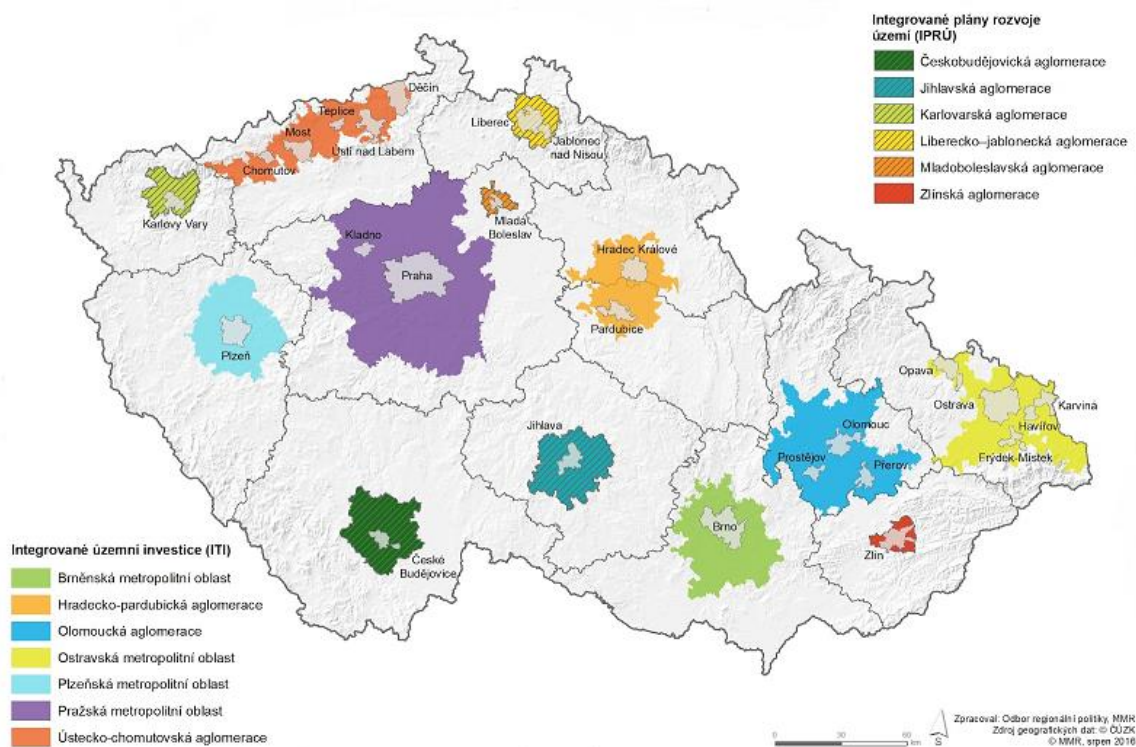 Integrované plány rozvoje
území (IPRÚ)
Českobudějovická aglomerace
Jihlavská aglomerace
Karlovarská aglomerace
Liberecko–jablonecká aglomerace
Mladoboleslavská aglomerace
Zlínská aglomerace
Děčín
Teplice
Most
Ústí nad Labem
Chomutov
Liberec
Jablonec
nad Nisou
Karlovy Vary
Mladá
Boleslav
Kladno
Praha
Hradec Králové
Pardubice
Plzeň
Opava
Ostrava
Karviná
Havířov
Frýdek-Místek
Olomouc
Prostějov
Přerov
Jihlava
Brno
Zlín
České
Budějovice
Integrované územní investice (ITI)
Brněnská metropolitní oblast
Hradecko-pardubická aglomerace
Olomoucká aglomerace
Ostravská metropolitní oblast
Plzeňská metropolitní oblast
Pražská metropolitní oblast
Ústecko-chomutovská aglomerace
0 30 60
km
S
Zpracoval: Odbor regionální politiky, MMR
Zdroj geografických dat: © ČÚZK
© MMR, srpen 2016